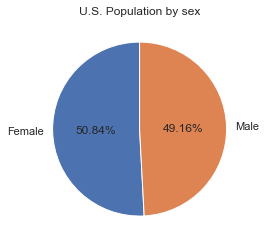 U.S. Population by sex
Female
50.84%
49.16%
Male